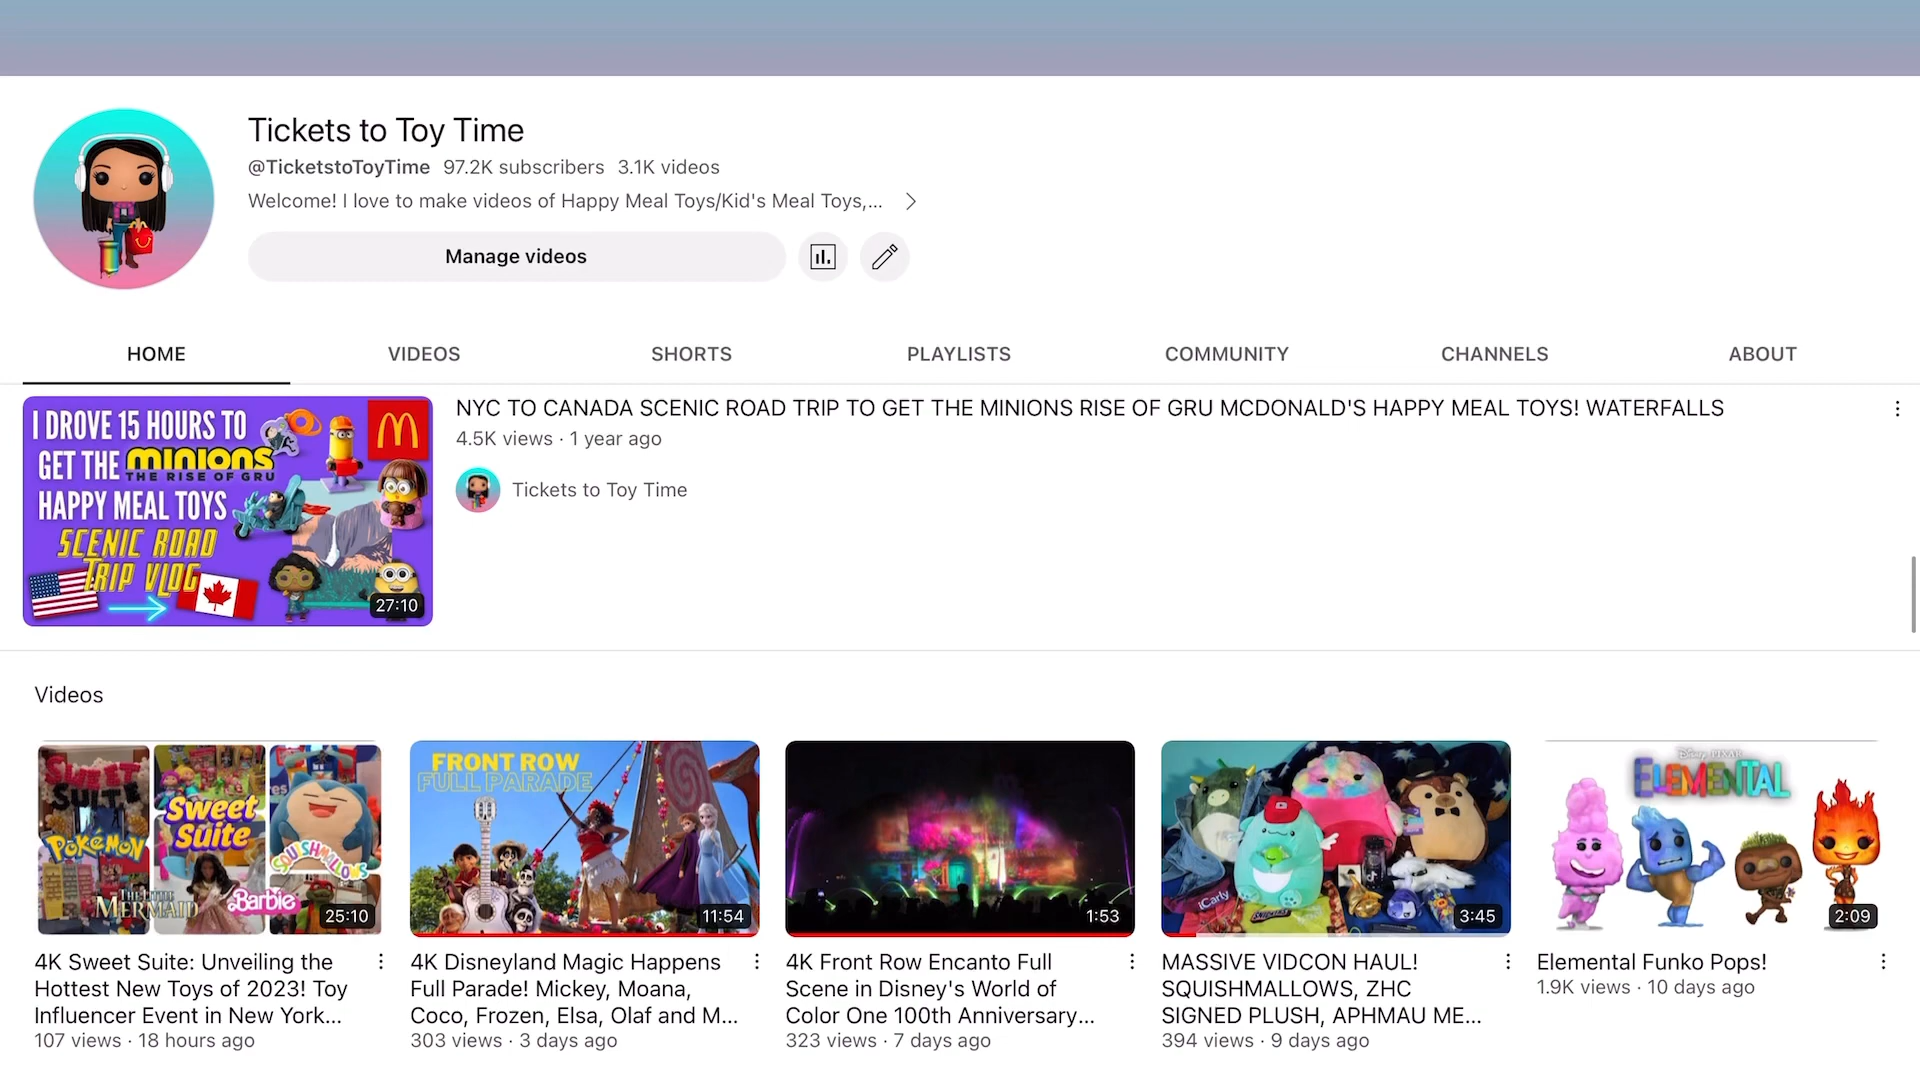 Tickets to Toy Time
@TicketstoToyTime 97.2K subscribers 3.1K videos
Welcome! I love to make videos of Happy Meal Toys/Kid's Meal Toys,...
Manage videos
HOME VIDEOS SHORTS PLAYLISTS COMMUNITY CHANNELS ABOUT
I DROVE 15 HOURS TO
GET THE MINIONS
THE RISE OF GRU
HAPPY MEAL TOYS
SCENIC ROAD
TRIP VLOG
27:10
NYC TO CANADA SCENIC ROAD TRIP TO GET THE MINIONS RISE OF GRU MCDONALD'S HAPPY MEAL TOYS! WATERFALLS
4.5K views · 1 year ago
Tickets to Toy Time
Videos
SWEET
SUITE
POKéMON
THE LITTLE
MERMAID
Sweet
Suite
Barbie
SQUISHMALLOWS
25:10
4K Sweet Suite: Unveiling the
Hottest New Toys of 2023! Toy
Influencer Event in New York...
107 views · 18 hours ago
FRONT ROW
FULL PARADE
11:54
4K Disneyland Magic Happens
Full Parade! Mickey, Moana,
Coco, Frozen, Elsa, Olaf and M...
303 views · 3 days ago
1:53
4K Front Row Encanto Full
Scene in Disney's World of
Color One 100th Anniversary...
323 views · 7 days ago
iCarly
3:45
MASSIVE VIDCON HAUL!
SQUISHMALLOWS, ZHC
SIGNED PLUSH, APHMAU ME...
394 views · 9 days ago
Disney PIXAR
ELEMENTAL
2:09
Elemental Funko Pops!
1.9K views · 10 days ago